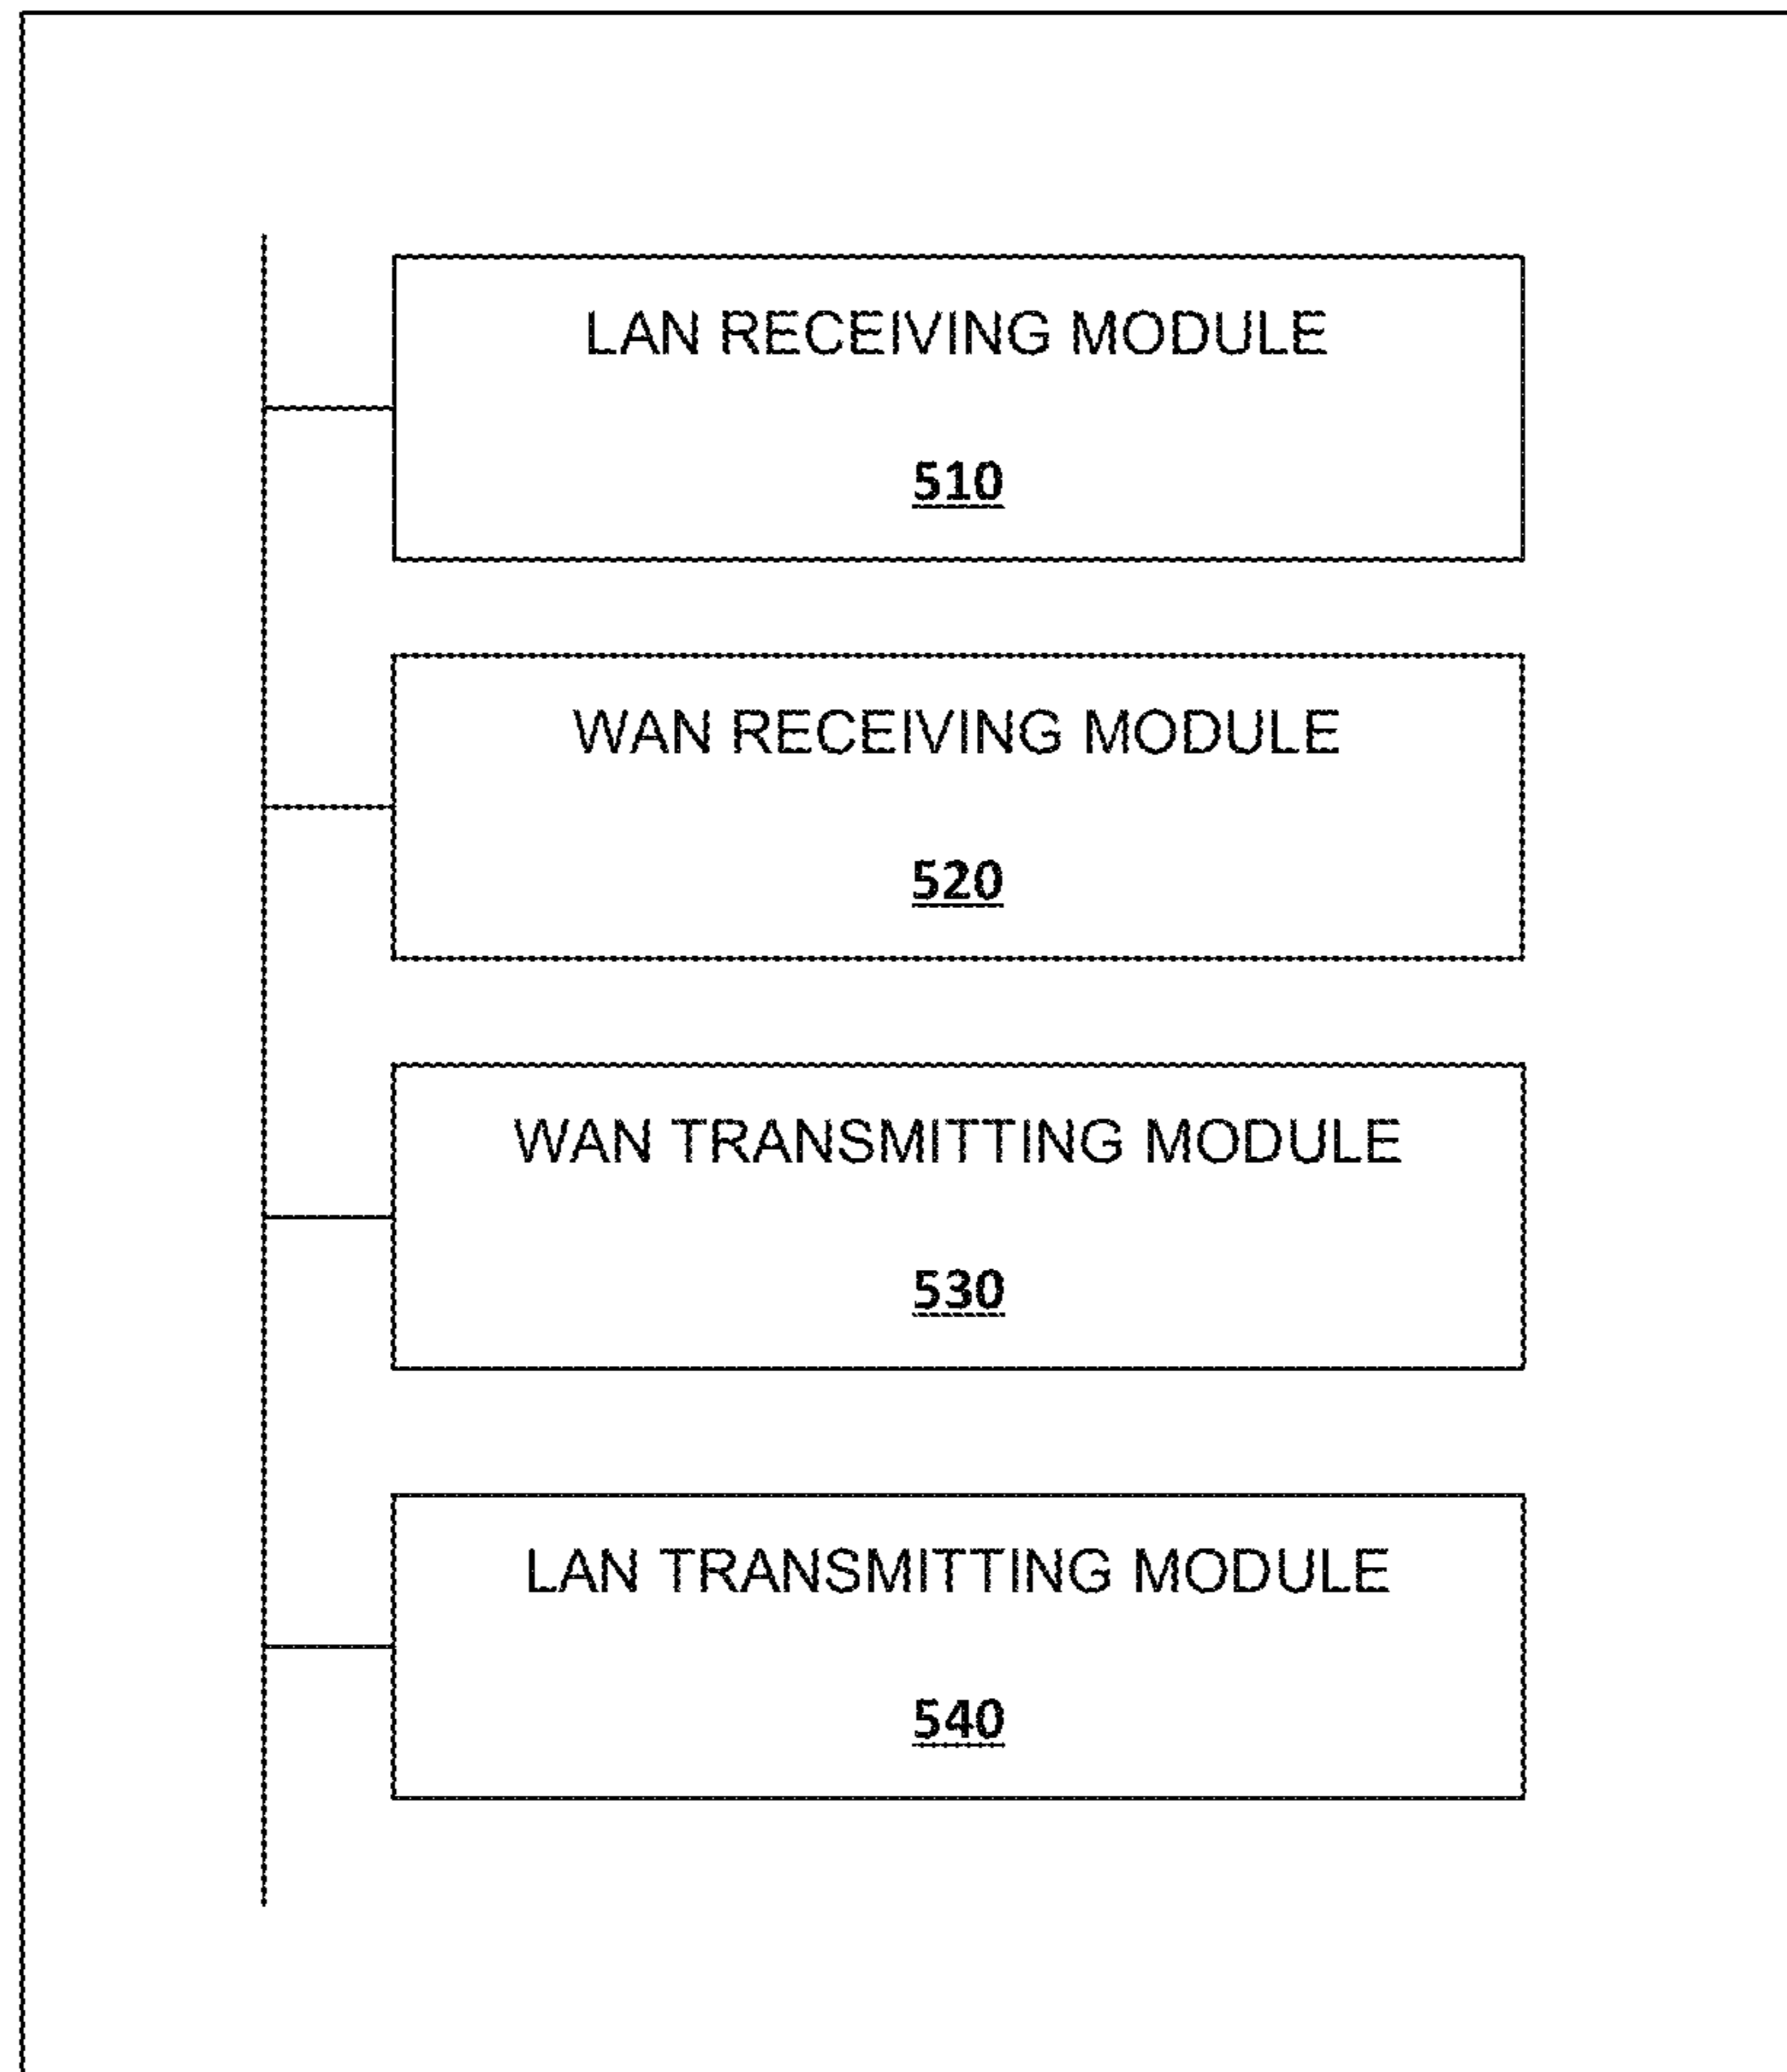 LAN RECEIVING MODULE
510
WAN RECEIVING MODULE
520
WAN TRANSMITTING MODULE
530
LAN TRANSMITTING MODULE
540